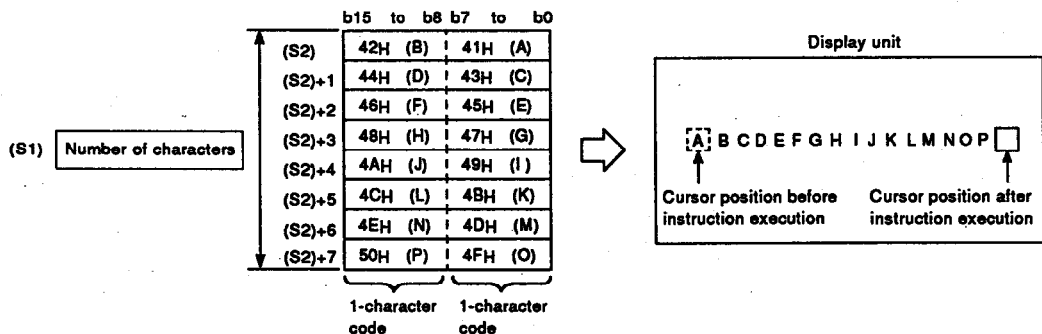 b15 to b8 b7 to b0
(S2) 42H (B) 41H (A)
(S2)+1 44H (D) 43H (C)
(S2)+2 46H (F) 45H (E)
(S2)+3 48H (H) 47H (G)
(S2)+4 4AH (J) 49H (I)
(S2)+5 4CH (L) 4BH (K)
(S2)+6 4EH (N) 4DH (M)
(S2)+7 50H (P) 4FH (O)
(S1) Number of characters
1-character
code
1-character
code
Display unit
A B C D E F G H I J K L M N O P
Cursor position before
instruction execution
Cursor position after
instruction execution